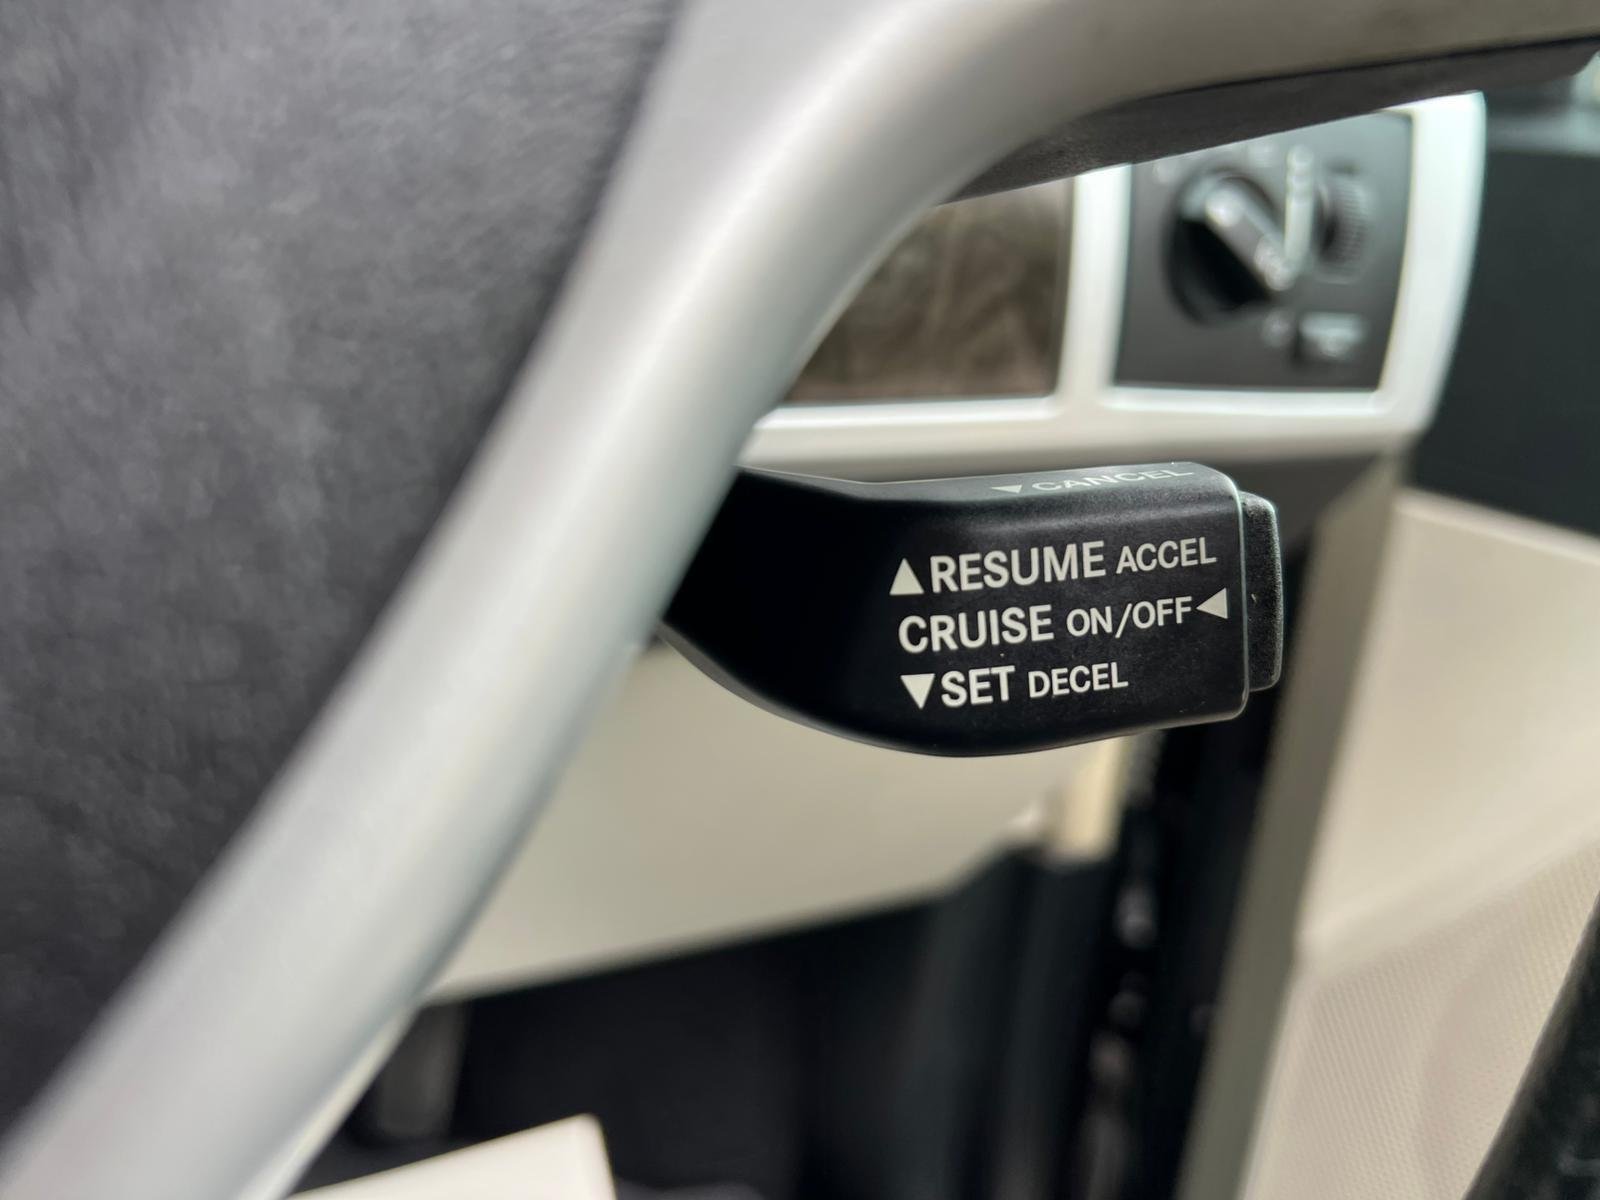 ▼CANCEL
▲RESUME ACCEL
CRUISE ON/OFF◀
▼SET DECEL